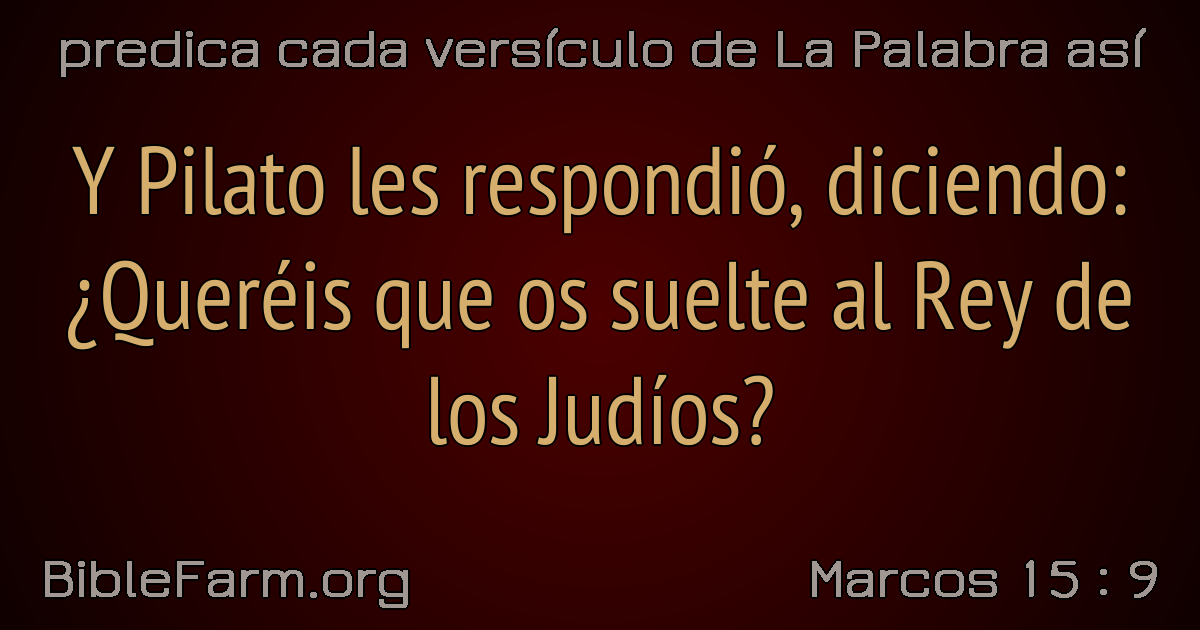 predica cada versículo de La Palabra así
Y Pilato les respondió, diciendo:
¿Queréis que os suelte al Rey de
los Judíos?
BibleFarm.org
Marcos 15 : 9